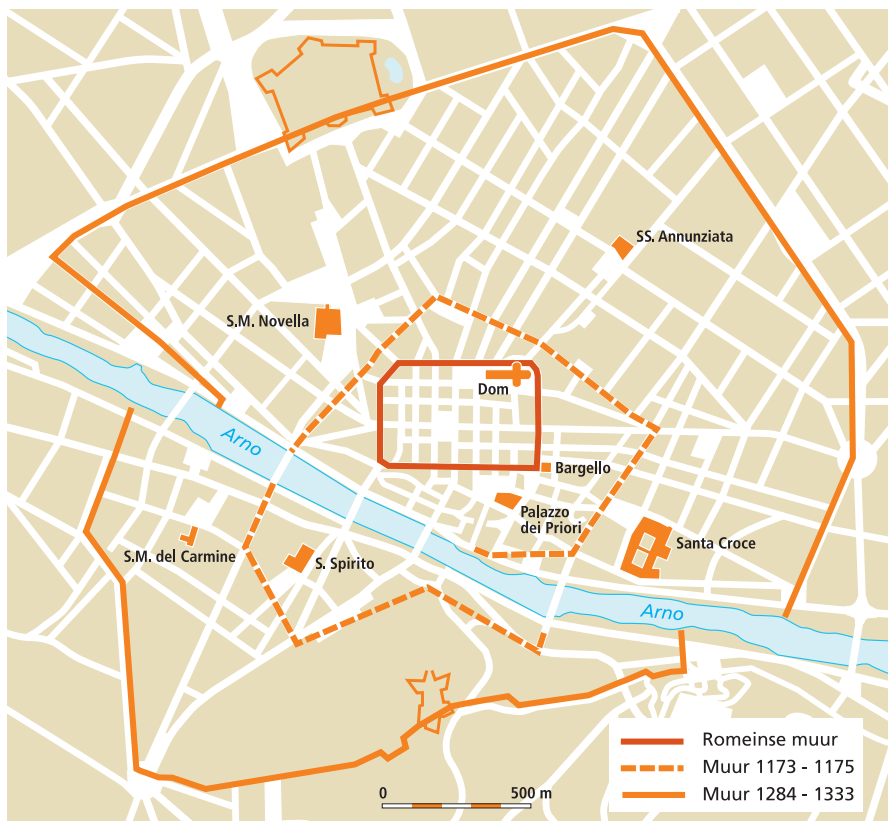 SS. Annunziata
S.M. Novella
Dom
Arno
Bargello
Palazzo
dei Priori
Santa Croce
S.M. del Carmine
S. Spirito
Arno
Romeinse muur
Muur 1173 - 1175
Muur 1284 - 1333
0 500 m